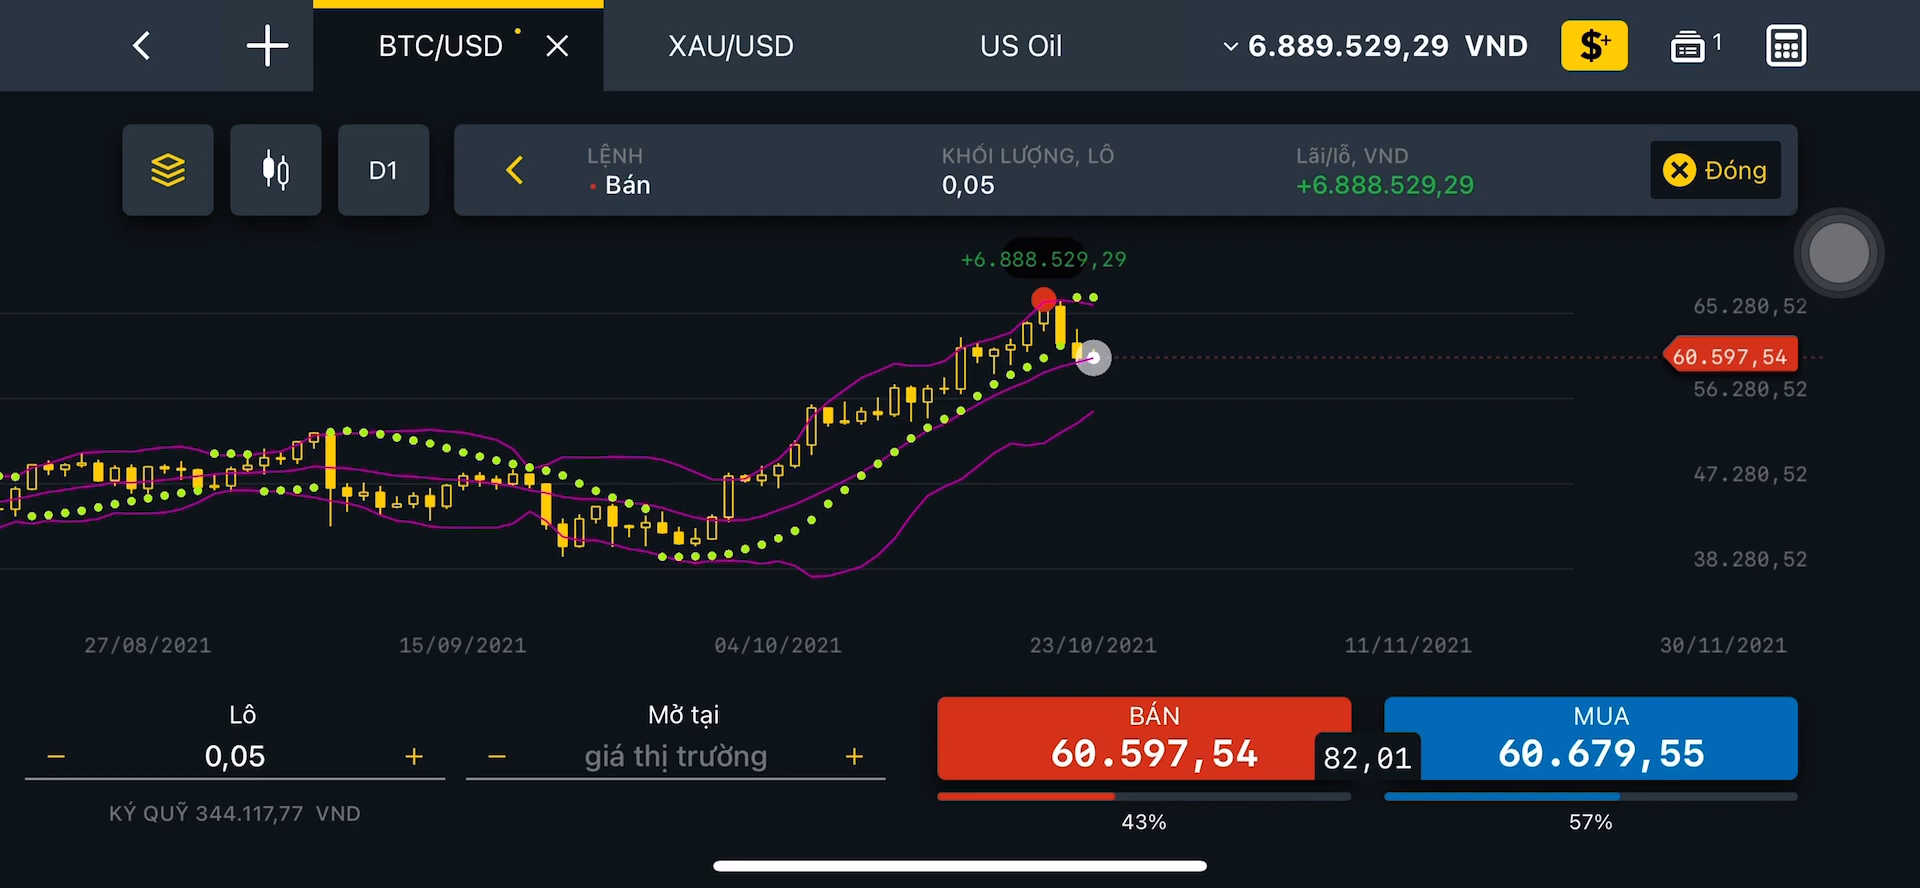 BTC/USD
XAU/USD
US Oil
6.889.529,29 VND
$+
1
D1
LỆNH
Bán
KHỐI LƯỢNG, LÔ
0,05
Lãi/lỗ, VND
+6.888.529,29
Đóng
+6.888.529,29
65.280,52
60.597,54
56.280,52
47.280,52
38.280,52
27/08/2021
15/09/2021
04/10/2021
23/10/2021
11/11/2021
30/11/2021
Lô
− 0,05 +
KÝ QUỸ 344.117,77 VND
Mở tại
− giá thị trường +
BÁN
60.597,54
82,01
MUA
60.679,55
43%
57%